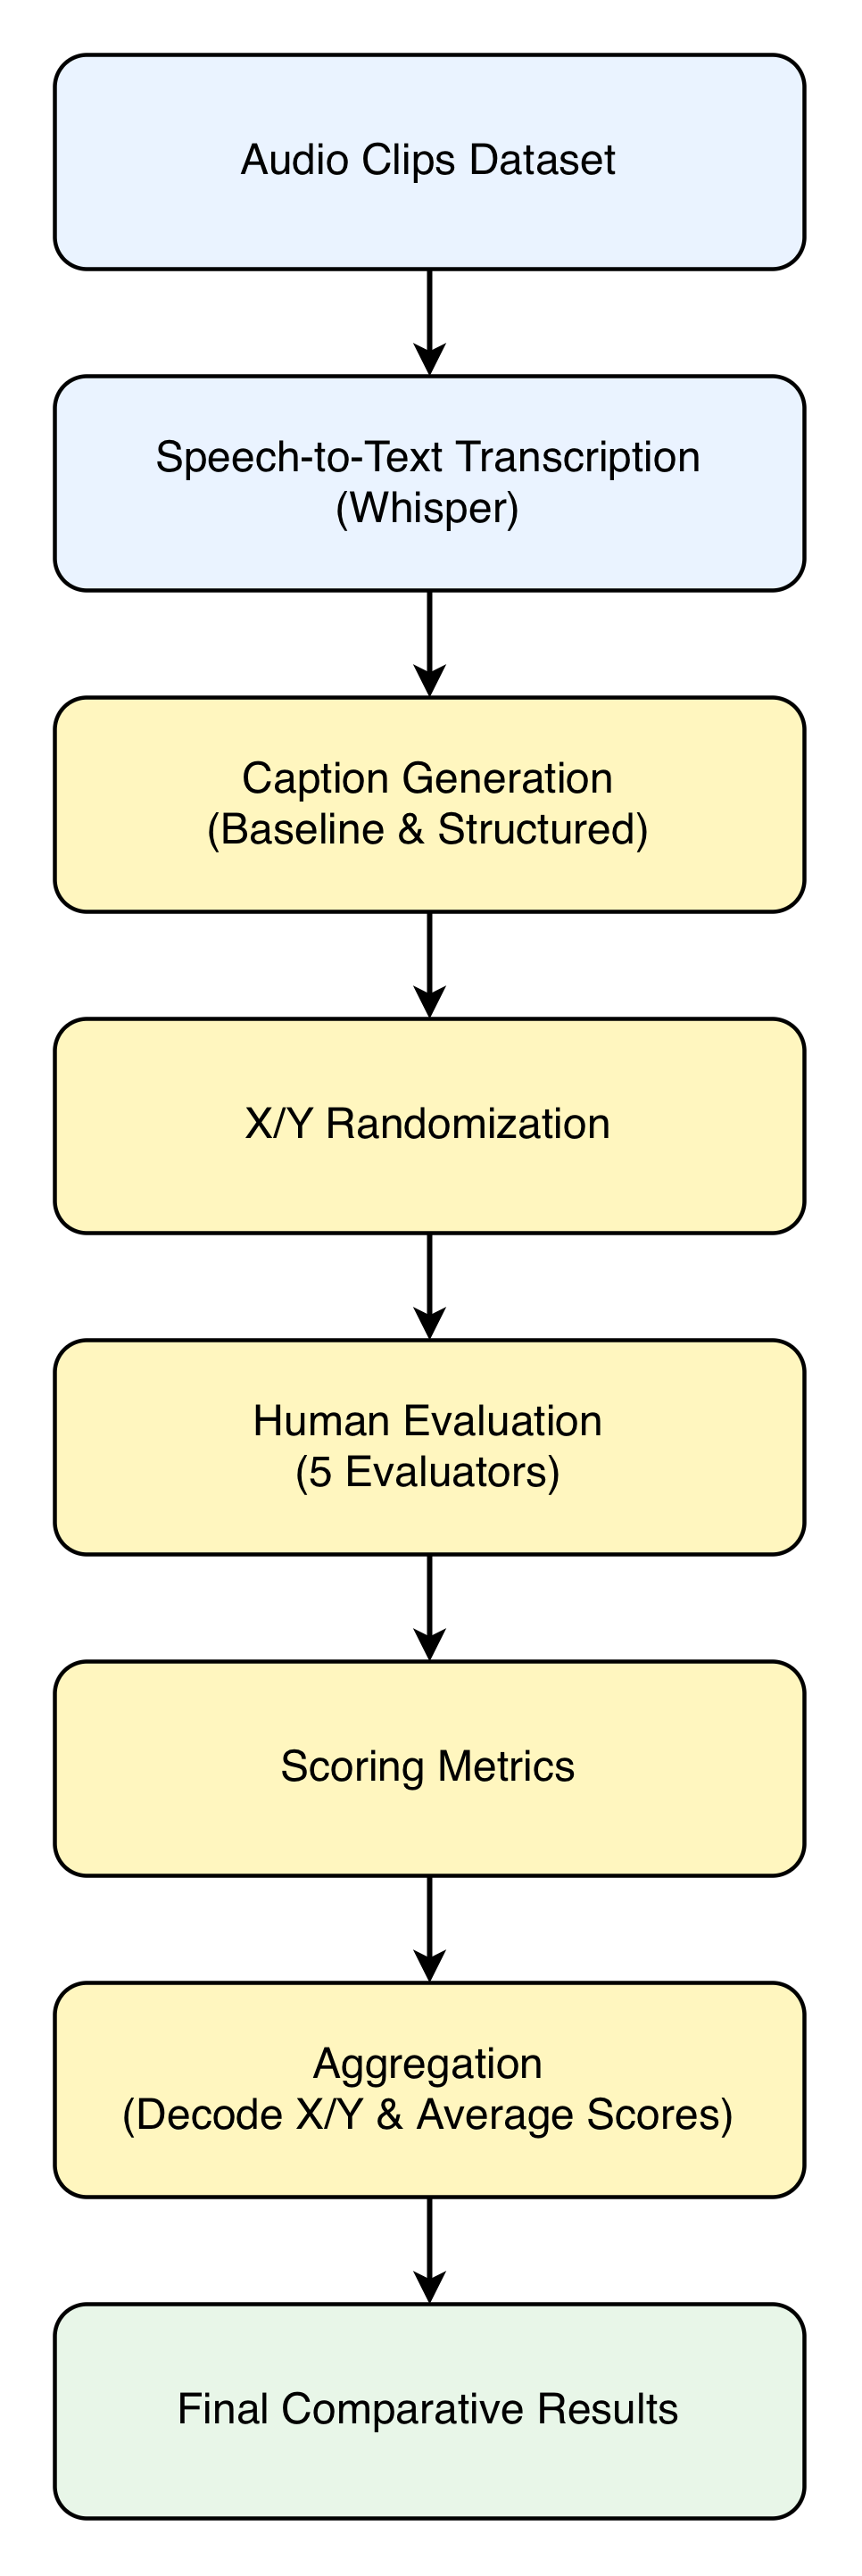 Audio Clips Dataset
Speech-to-Text Transcription
(Whisper)
Caption Generation
(Baseline & Structured)
X/Y Randomization
Human Evaluation
(5 Evaluators)
Scoring Metrics
Aggregation
(Decode X/Y & Average Scores)
Final Comparative Results